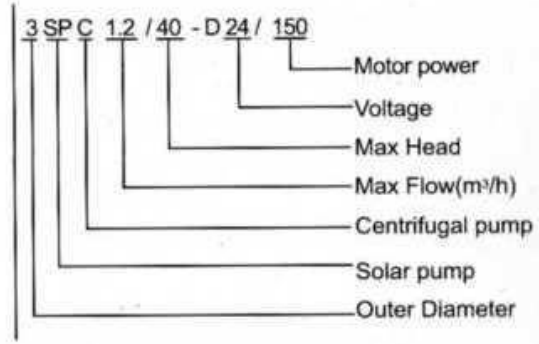 3 SP C 1.2 / 40 - D 24 / 150
Motor power
Voltage
Max Head
Max Flow(m³/h)
Centrifugal pump
Solar pump
Outer Diameter